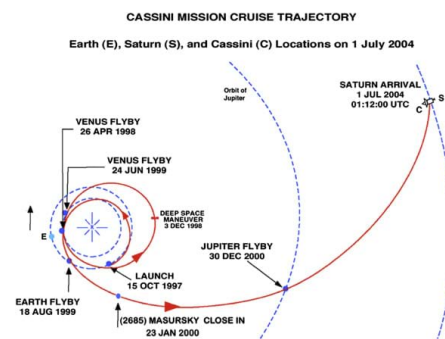 CASSINI MISSION CRUISE TRAJECTORY
Earth (E), Saturn (S), and Cassini (C) Locations on 1 July 2004
Orbit of
Jupiter
SATURN ARRIVAL
1 JUL 2004
01:12:00 UTC
S
C
VENUS FLYBY
26 APR 1998
VENUS FLYBY
24 JUN 1999
DEEP SPACE
MANEUVER
3 DEC 1998
E
JUPITER FLYBY
30 DEC 2000
LAUNCH
15 OCT 1997
EARTH FLYBY
18 AUG 1999
(2685) MASURSKY CLOSE IN
23 JAN 2000